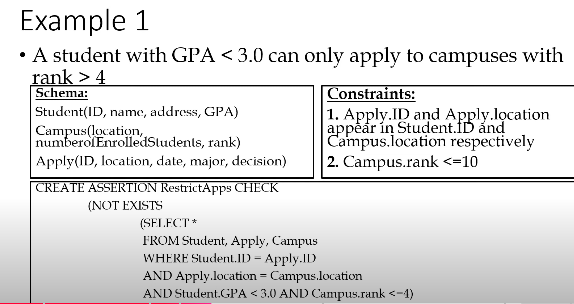 Example 1
• A student with GPA < 3.0 can only apply to campuses with
rank > 4
Schema:
Student(ID, name, address, GPA)
Campus(location,
numberofEnrolledStudents, rank)
Apply(ID, location, date, major, decision)
Constraints:
1. Apply.ID and Apply.location
appear in Student.ID and
Campus.location respectively
2. Campus.rank <=10
CREATE ASSERTION RestrictApps CHECK
(NOT EXISTS
(SELECT *
FROM Student, Apply, Campus
WHERE Student.ID = Apply.ID
AND Apply.location = Campus.location
AND Student.GPA < 3.0 AND Campus.rank <=4)